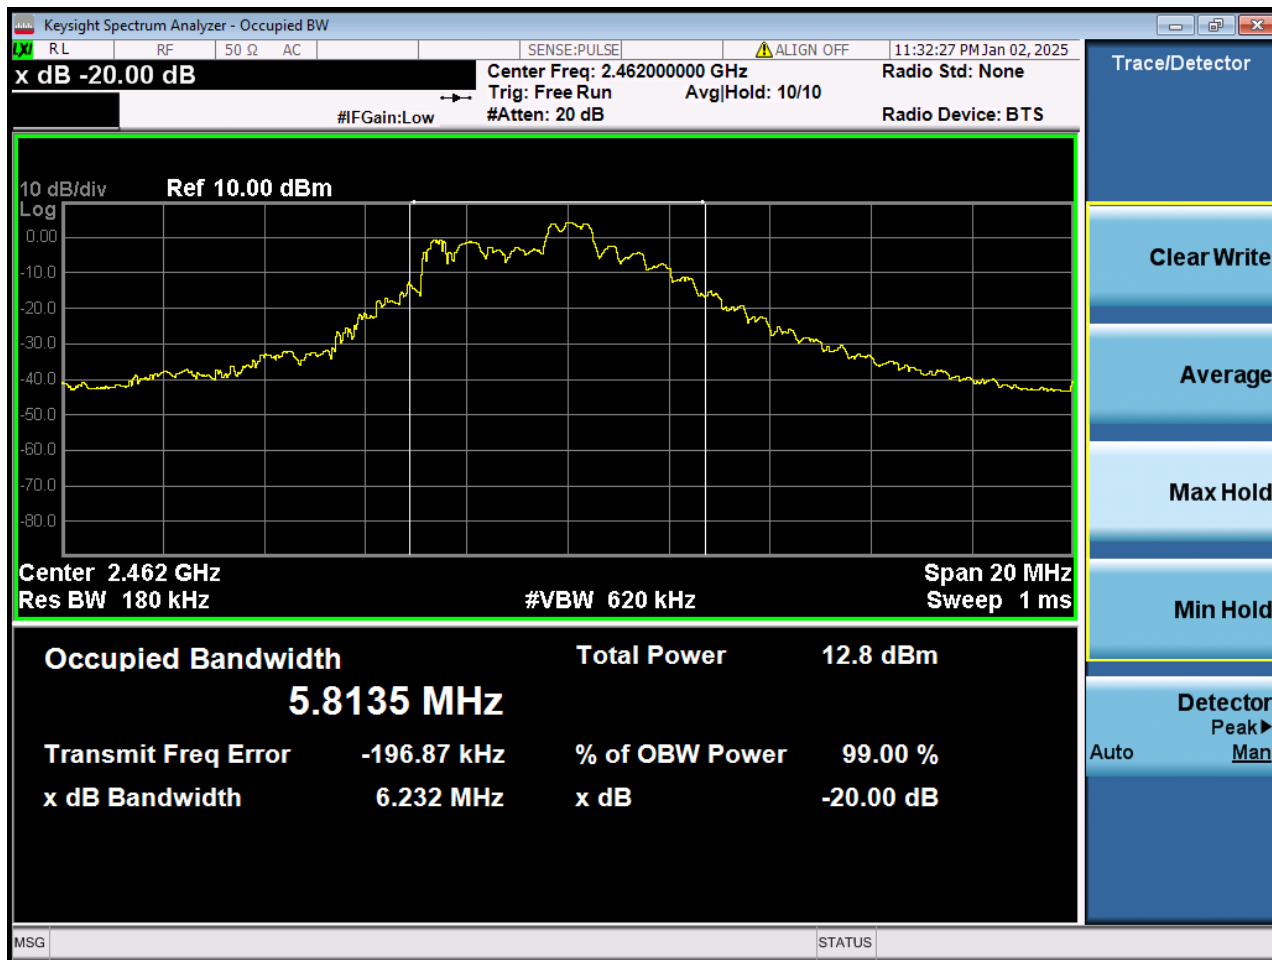 Keysight Spectrum Analyzer - Occupied BW
LXI RL RF 50 Ω AC SENSE:PULSE ALIGN OFF 11:32:27 PM Jan 02, 2025
x dB -20.00 dB
Center Freq: 2.462000000 GHz
Radio Std: None
Trig: Free Run
Avg|Hold: 10/10
#IFGain:Low
#Atten: 20 dB
Radio Device: BTS
Trace/Detector
10 dB/div
Ref 10.00 dBm
Log
0.00
-10.0
-20.0
-30.0
-40.0
-50.0
-60.0
-70.0
-80.0
Center 2.462 GHz
Span 20 MHz
Res BW 180 kHz
#VBW 620 kHz
Sweep 1 ms
Clear Write
Average
Max Hold
Min Hold
Detector
Peak▶
Auto Man
Occupied Bandwidth
5.8135 MHz
Total Power 12.8 dBm
Transmit Freq Error -196.87 kHz
% of OBW Power 99.00 %
x dB Bandwidth 6.232 MHz
x dB -20.00 dB
MSG
STATUS